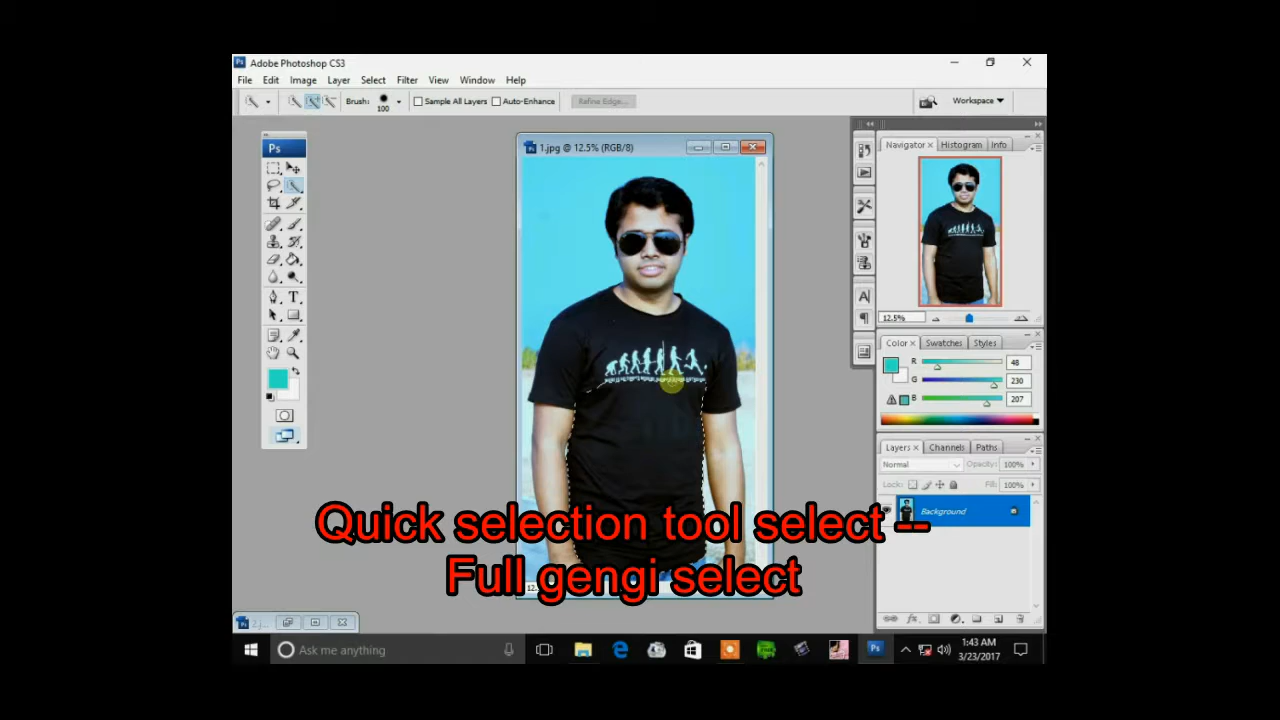 Ps Adobe Photoshop CS3
File Edit Image Layer Select Filter View Window Help
Brush: 100 Sample All Layers Auto-Enhance Refine Edge... Workspace
Ps
1.jpg @ 12.5% (RGB/8)
Navigator Histogram Info
12.5%
Color Swatches Styles
R 48
G 230
B 207
Layers Channels Paths
Normal Opacity: 100%
Lock: Fill: 100%
Background
Quick selection tool select --
Full gengi select
Ask me anything
Ps
1:43 AM
3/23/2017